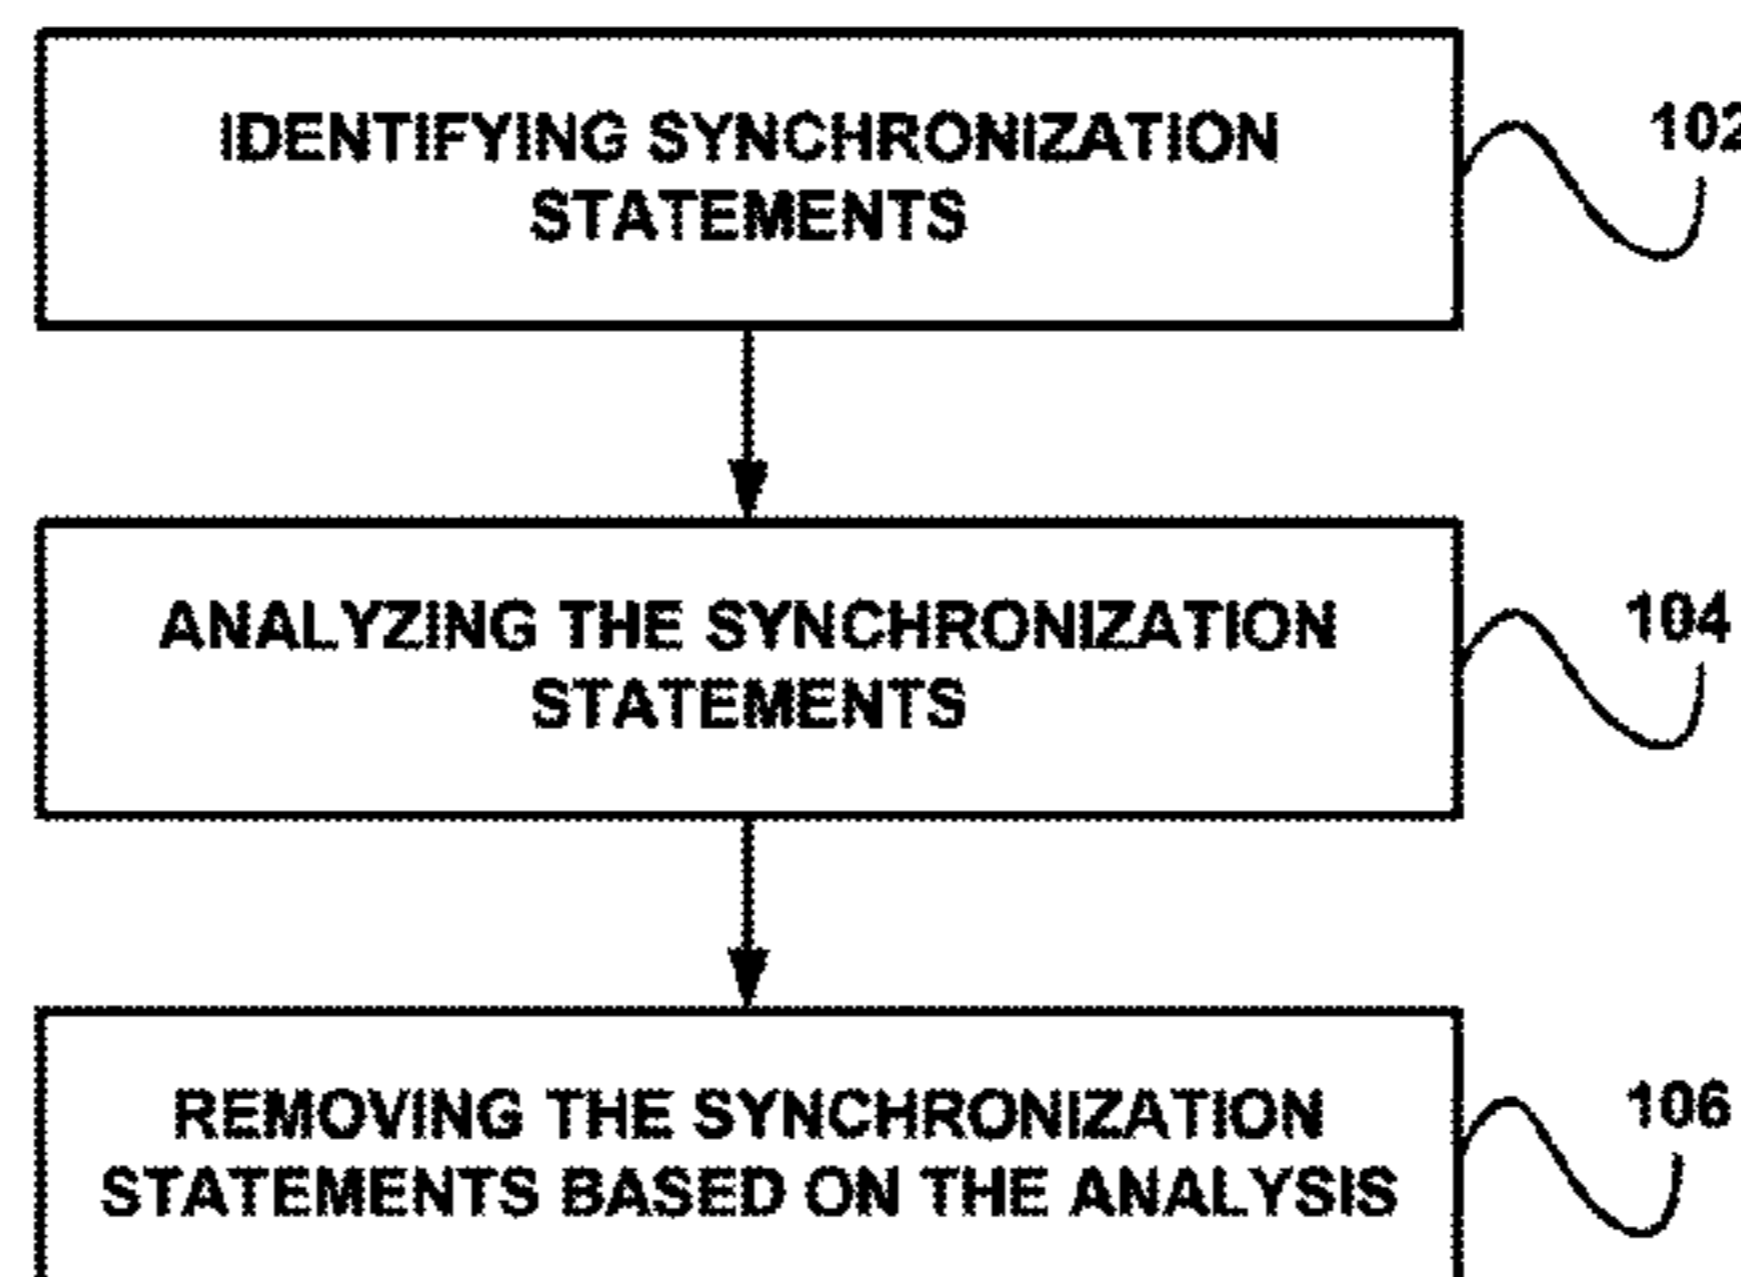 IDENTIFYING SYNCHRONIZATION
STATEMENTS
102
ANALYZING THE SYNCHRONIZATION
STATEMENTS
104
REMOVING THE SYNCHRONIZATION
STATEMENTS BASED ON THE ANALYSIS
106